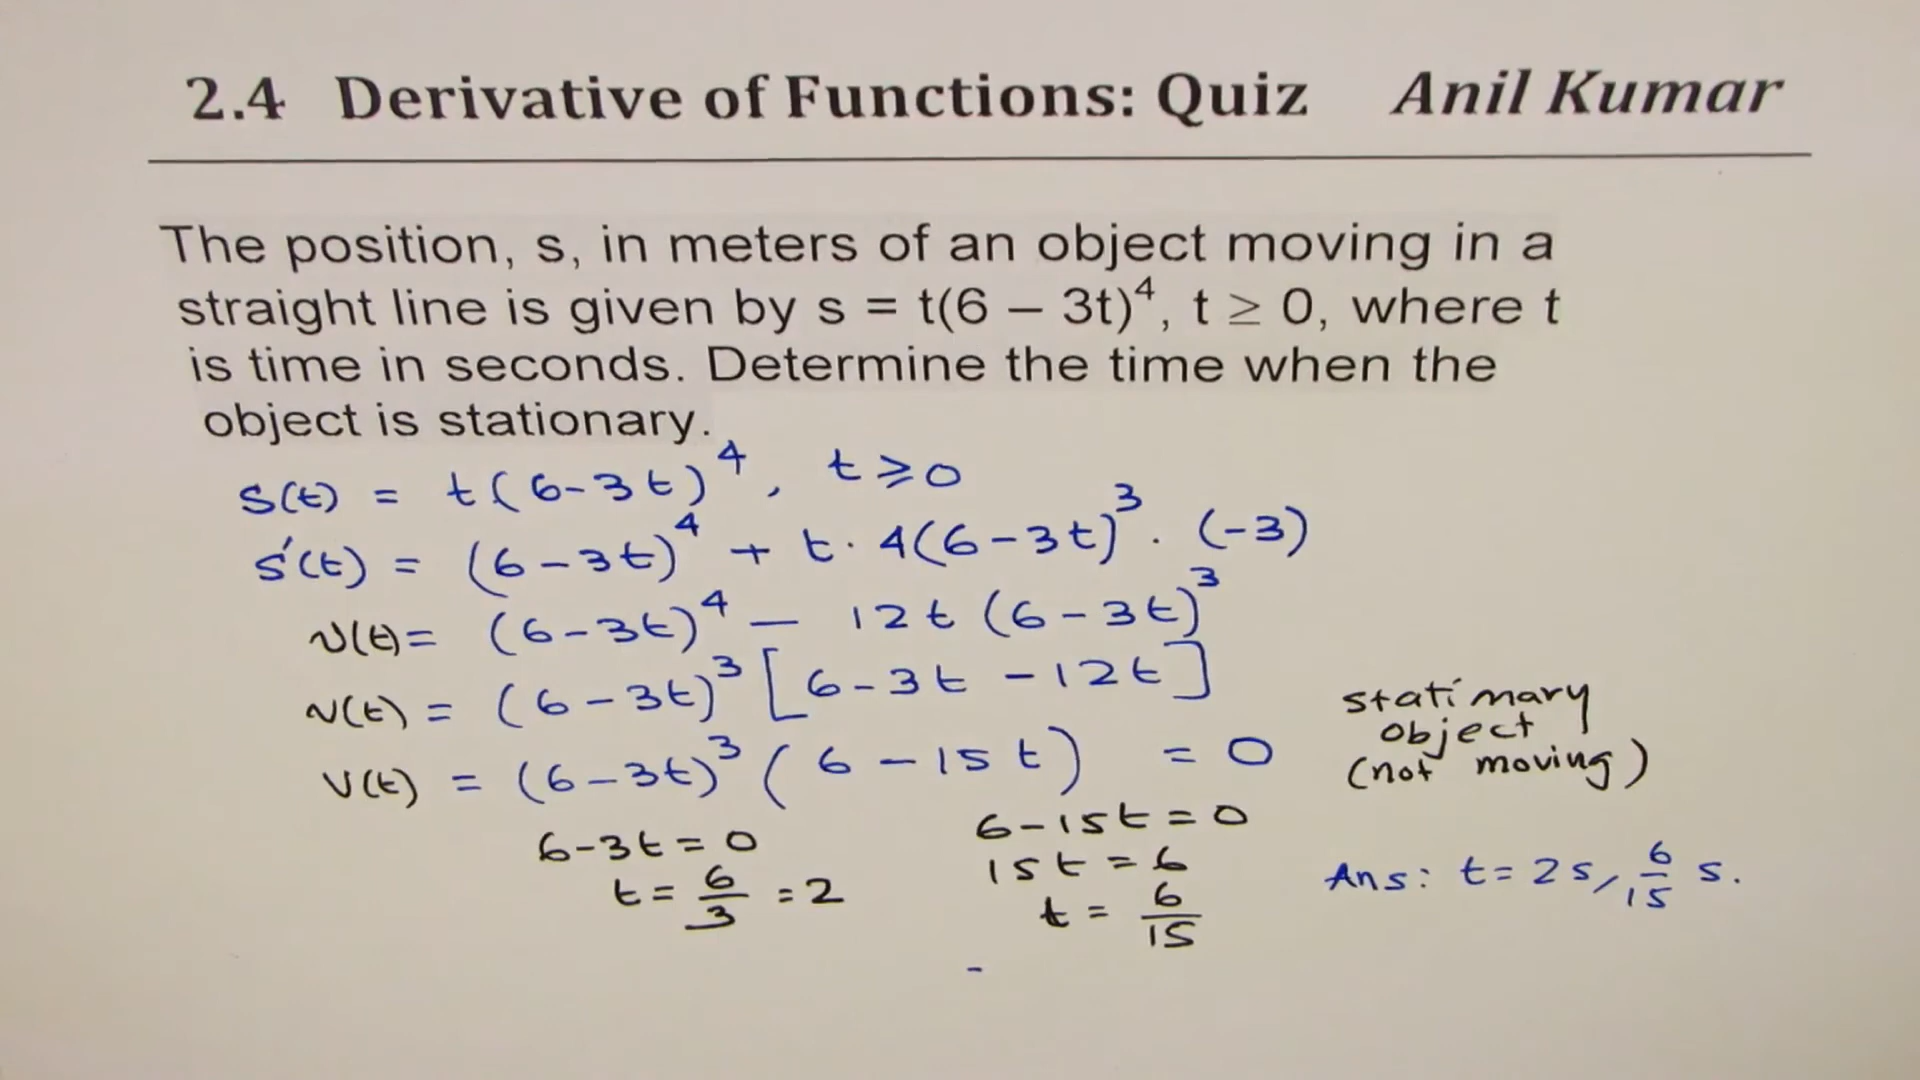 2.4 Derivative of Functions: Quiz Anil Kumar
The position, s, in meters of an object moving in a
straight line is given by s = t(6 – 3t)⁴, t ≥ 0, where t
is time in seconds. Determine the time when the
object is stationary.
s(t) = t(6-3t)⁴, t ≥ 0
s'(t) = (6-3t)⁴ + t · 4(6-3t)³ · (-3)
v(t) = (6-3t)⁴ - 12t (6-3t)³
v(t) = (6-3t)³ [6-3t -12t]
v(t) = (6-3t)³ (6-15t) = 0
stationary
object
(not moving)
6-3t = 0
t = 6/3 = 2
6-15t = 0
15t = 6
t = 6/15
Ans: t = 2s, 6/15 s.